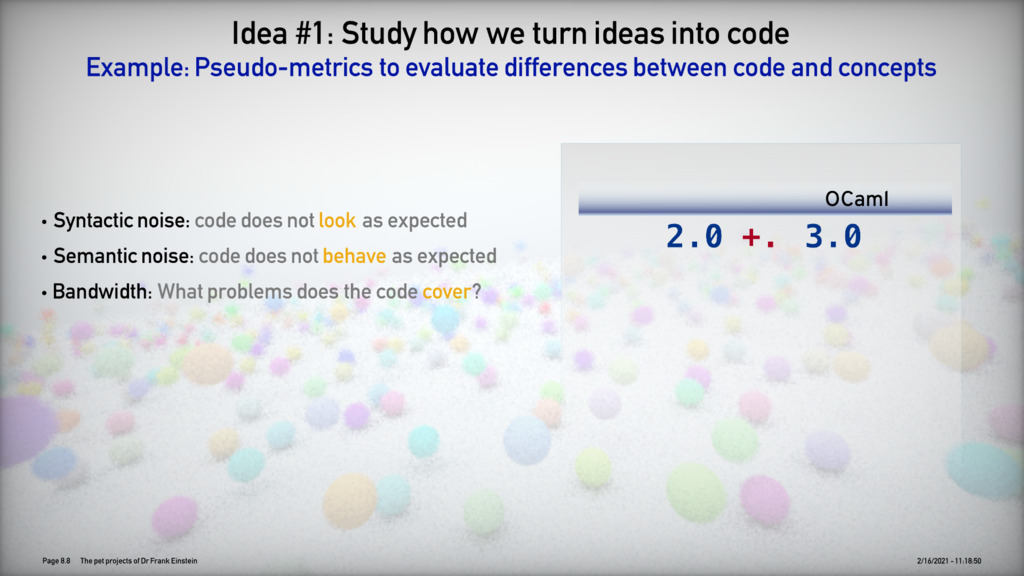 Idea #1: Study how we turn ideas into code
Example: Pseudo-metrics to evaluate differences between code and concepts
• Syntactic noise: code does not look as expected
• Semantic noise: code does not behave as expected
• Bandwidth: What problems does the code cover?
OCaml
2.0 +. 3.0
Page 8.8 The pet projects of Dr Frank Einstein
2/16/2021 - 11:18:50